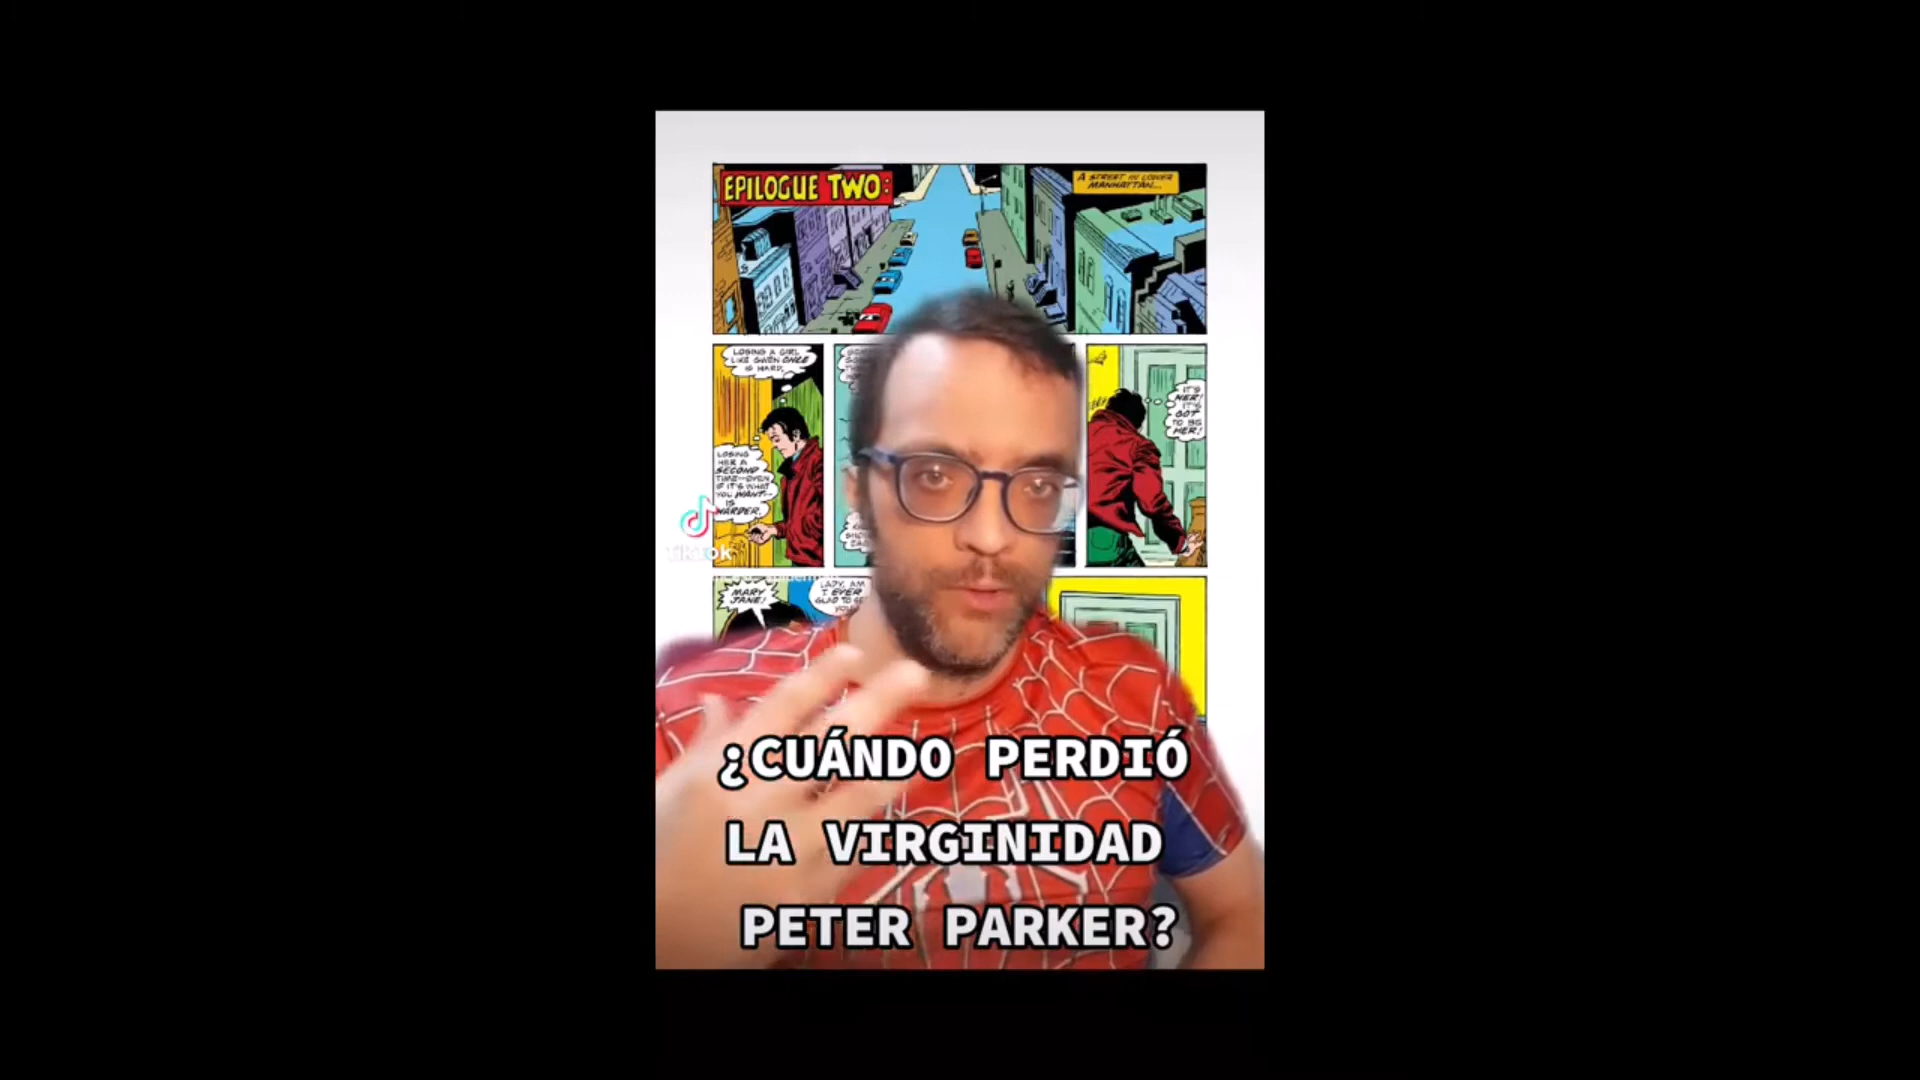 EPILOGUE TWO:
A STREET IN LOWER
MANHATTAN...
LOSING A GIRL
LIKE GWEN ONCE
IS HARD.
LOSING
HER A
SECOND
TIME--EVEN
IF IT'S WHAT
YOU WANT--
IS
HARDER.
IT'S
HER!
IT'S
GOT
TO BE
HER!
TikTok
MARY
JANE!
LADY, AM
I EVER
GLAD TO
¿CUÁNDO PERDIÓ
LA VIRGINIDAD
PETER PARKER?